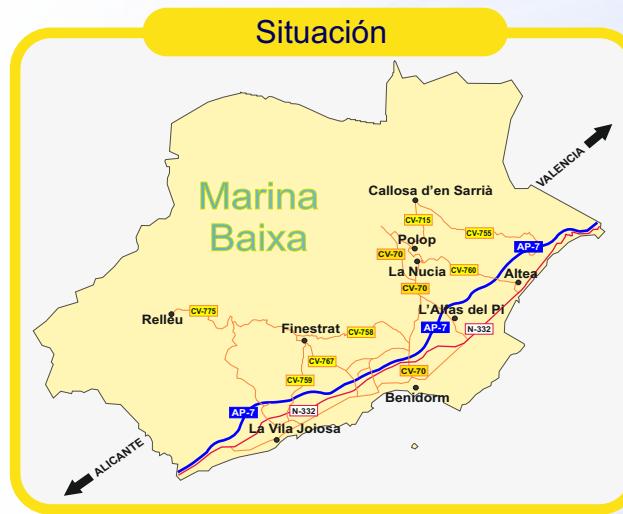 Situación
VALENCIA
Marina
Baixa
Callosa d'en Sarrià
CV-715
CV-755
Polop
AP-7
CV-70
La Nucia
CV-760
Altea
CV-70
L'Alfas del Pi
CV-775
Relleu
Finestrat
CV-758
AP-7
N-332
CV-767
CV-70
CV-759
Benidorm
AP-7
N-332
La Vila Joiosa
ALICANTE